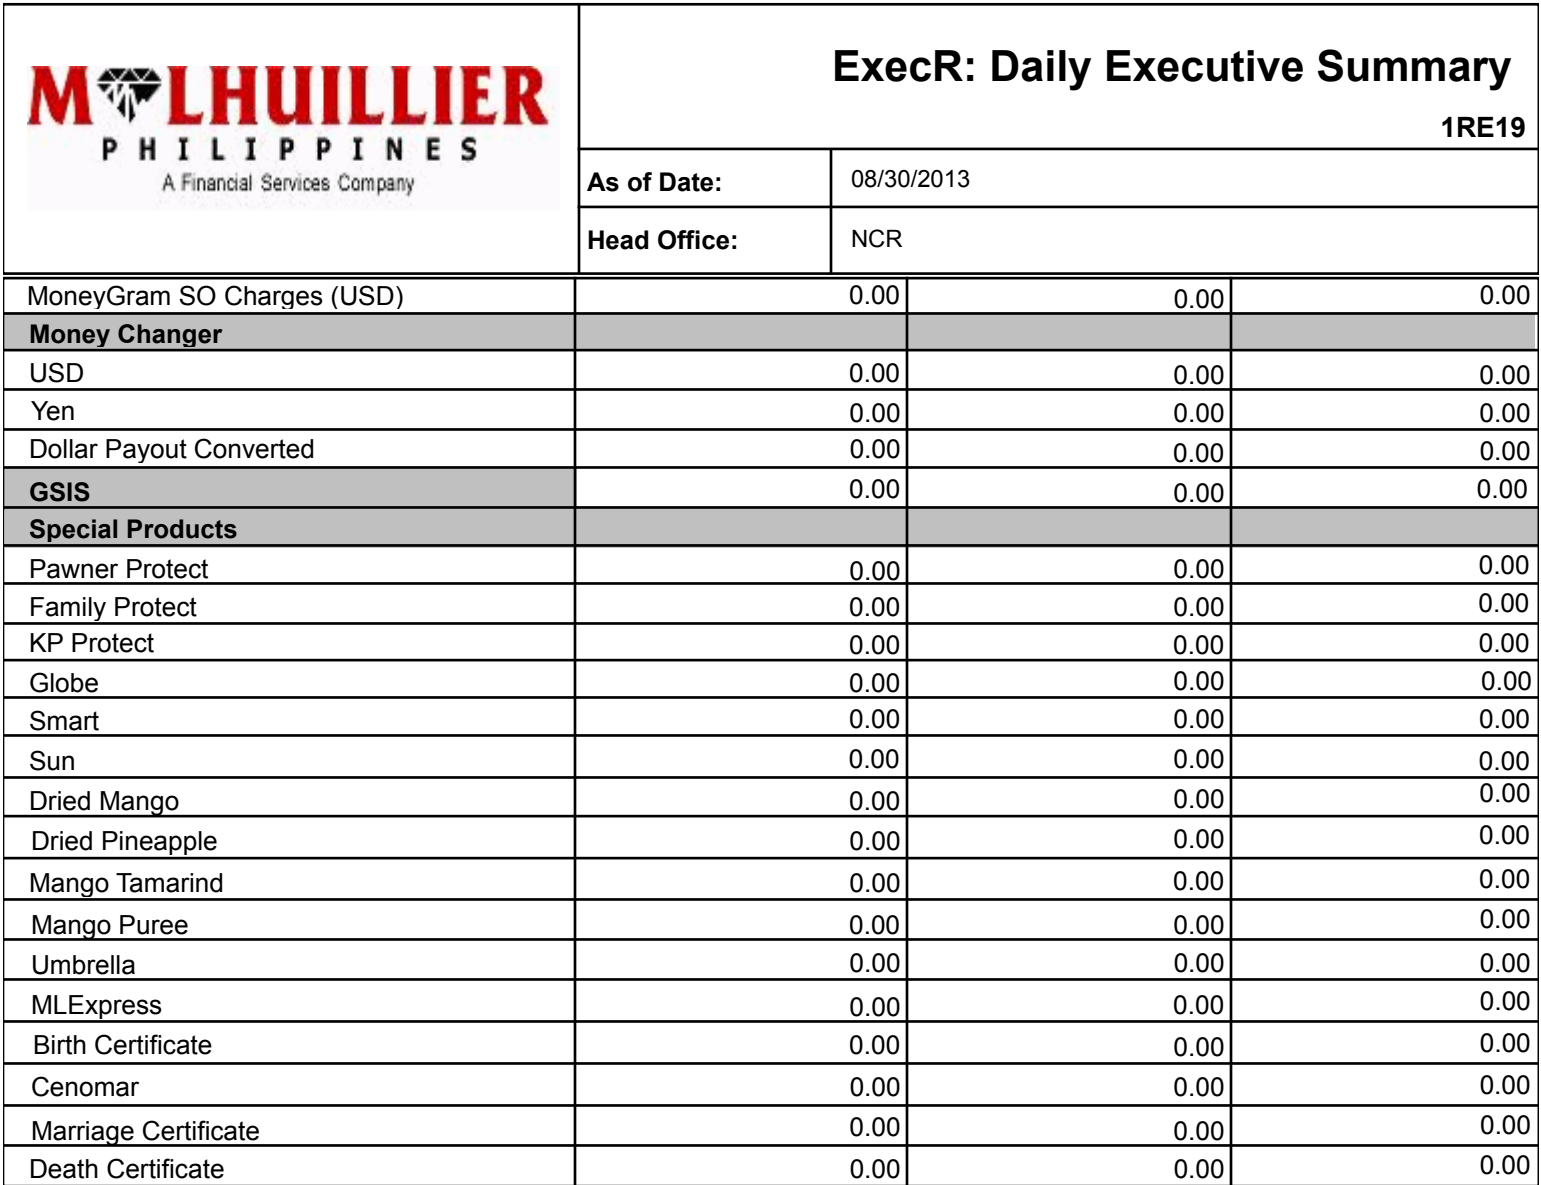 M LHUILLIER
PHILIPPINES
A Financial Services Company
ExecR: Daily Executive Summary
1RE19
As of Date: 08/30/2013
Head Office: NCR
MoneyGram SO Charges (USD) 0.00 0.00 0.00
Money Changer
USD 0.00 0.00 0.00
Yen 0.00 0.00 0.00
Dollar Payout Converted 0.00 0.00 0.00
GSIS 0.00 0.00 0.00
Special Products
Pawner Protect 0.00 0.00 0.00
Family Protect 0.00 0.00 0.00
KP Protect 0.00 0.00 0.00
Globe 0.00 0.00 0.00
Smart 0.00 0.00 0.00
Sun 0.00 0.00 0.00
Dried Mango 0.00 0.00 0.00
Dried Pineapple 0.00 0.00 0.00
Mango Tamarind 0.00 0.00 0.00
Mango Puree 0.00 0.00 0.00
Umbrella 0.00 0.00 0.00
MLExpress 0.00 0.00 0.00
Birth Certificate 0.00 0.00 0.00
Cenomar 0.00 0.00 0.00
Marriage Certificate 0.00 0.00 0.00
Death Certificate 0.00 0.00 0.00